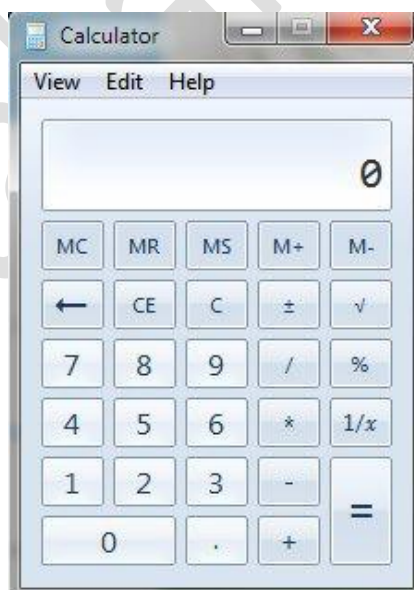 Calculator
View Edit Help
0
MC MR MS M+ M-
← CE C ± √
7 8 9 / %
4 5 6 * 1/x
1 2 3 - =
0 . +